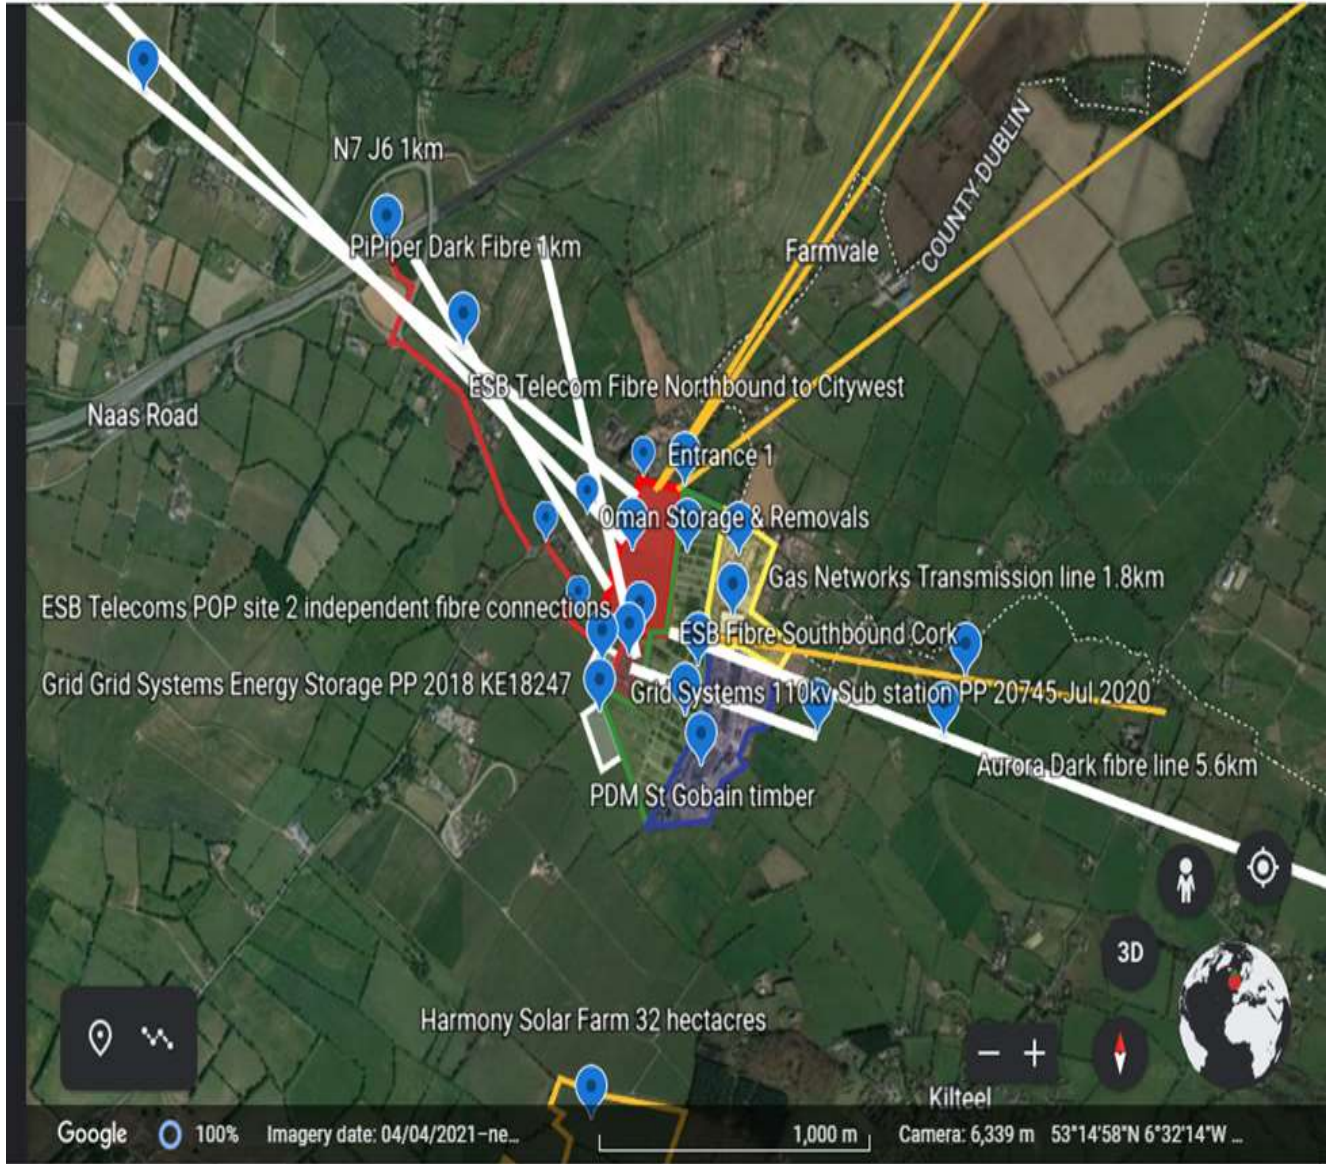 N7 J6 1km
PiPiper Dark Fibre 1km
Farmvale
COUNTY DUBLIN
ESB Telecom Fibre Northbound to Citywest
Naas Road
Entrance 1
Oman Storage & Removals
Gas Networks Transmission line 1.8km
ESB Telecoms POP site 2 independent fibre connections
ESB Fibre Southbound Cork
Grid Grid Systems Energy Storage PP 2018 KE18247
Grid Systems 110kv Sub station PP 20745 Jul 2020
Aurora Dark fibre line 5.6km
PDM St Gobain timber
3D
Harmony Solar Farm 32 hectacres
Kilteel
Google 100% Imagery date: 04/04/2021–ne... 1,000 m Camera: 6,339 m 53°14'58"N 6°32'14"W ...